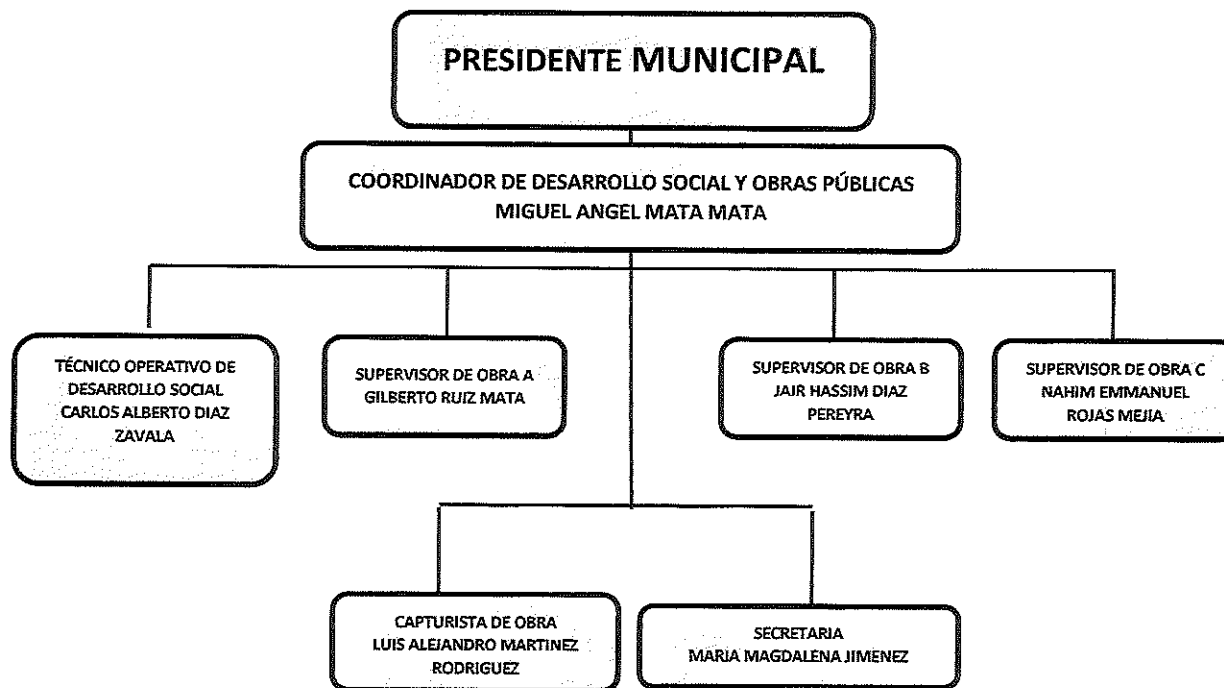 PRESIDENTE MUNICIPAL
COORDINADOR DE DESARROLLO SOCIAL Y OBRAS PÚBLICAS
MIGUEL ANGEL MATA MATA
TÉCNICO OPERATIVO DE
DESARROLLO SOCIAL
CARLOS ALBERTO DIAZ
ZAVALA
SUPERVISOR DE OBRA A
GILBERTO RUIZ MATA
SUPERVISOR DE OBRA B
JAIR HASSIM DIAZ
PEREYRA
SUPERVISOR DE OBRA C
NAHIM EMMANUEL
ROJAS MEJIA
CAPTURISTA DE OBRA
LUIS ALEJANDRO MARTINEZ
RODRIGUEZ
SECRETARIA
MARIA MAGDALENA JIMENEZ